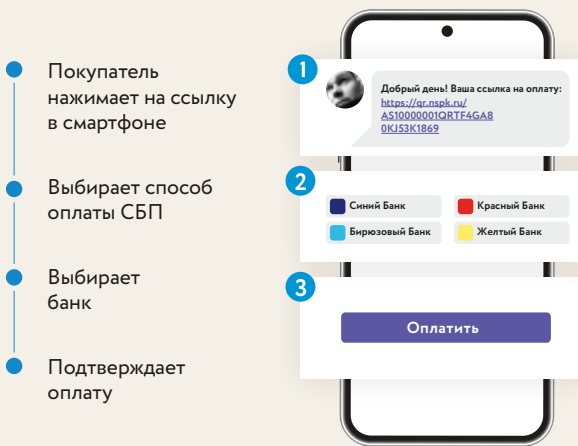 Покупатель
нажимает на ссылку
в смартфоне
Выбирает способ
оплаты СБП
Выбирает
банк
Подтверждает
оплату
1
Добрый день! Ваша ссылка на оплату:
https://qr.nspk.ru/
AS10000001QRTF4GA8
0KJ53K1869
2
Синий Банк
Красный Банк
Бирюзовый Банк
Желтый Банк
3
Оплатить